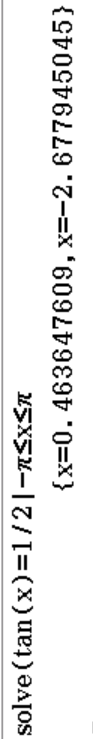 solve(tan(x)=1/2|-π≤x≤π
{x=0.463647609,x=-2.677945045}